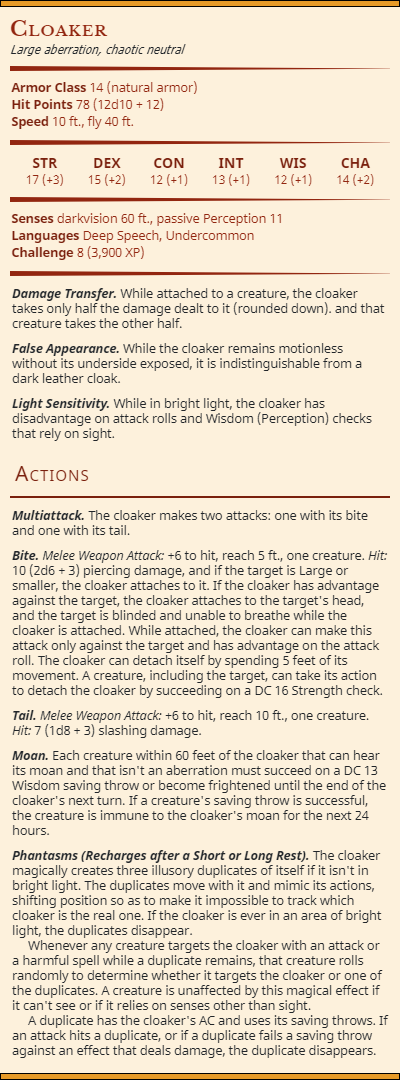 Cloaker
Large aberration, chaotic neutral
Armor Class 14 (natural armor)
Hit Points 78 (12d10 + 12)
Speed 10 ft., fly 40 ft.
STR DEX CON INT WIS CHA
17 (+3) 15 (+2) 12 (+1) 13 (+1) 12 (+1) 14 (+2)
Senses darkvision 60 ft., passive Perception 11
Languages Deep Speech, Undercommon
Challenge 8 (3,900 XP)
Damage Transfer. While attached to a creature, the cloaker
takes only half the damage dealt to it (rounded down). and that
creature takes the other half.
False Appearance. While the cloaker remains motionless
without its underside exposed, it is indistinguishable from a
dark leather cloak.
Light Sensitivity. While in bright light, the cloaker has
disadvantage on attack rolls and Wisdom (Perception) checks
that rely on sight.
Actions
Multiattack. The cloaker makes two attacks: one with its bite
and one with its tail.
Bite. Melee Weapon Attack: +6 to hit, reach 5 ft., one creature. Hit:
10 (2d6 + 3) piercing damage, and if the target is Large or
smaller, the cloaker attaches to it. If the cloaker has advantage
against the target, the cloaker attaches to the target's head,
and the target is blinded and unable to breathe while the
cloaker is attached. While attached, the cloaker can make this
attack only against the target and has advantage on the attack
roll. The cloaker can detach itself by spending 5 feet of its
movement. A creature, including the target, can take its action
to detach the cloaker by succeeding on a DC 16 Strength check.
Tail. Melee Weapon Attack: +6 to hit, reach 10 ft., one creature.
Hit: 7 (1d8 + 3) slashing damage.
Moan. Each creature within 60 feet of the cloaker that can hear
its moan and that isn't an aberration must succeed on a DC 13
Wisdom saving throw or become frightened until the end of the
cloaker's next turn. If a creature's saving throw is successful,
the creature is immune to the cloaker's moan for the next 24
hours.
Phantasms (Recharges after a Short or Long Rest). The cloaker
magically creates three illusory duplicates of itself if it isn't in
bright light. The duplicates move with it and mimic its actions,
shifting position so as to make it impossible to track which
cloaker is the real one. If the cloaker is ever in an area of bright
light, the duplicates disappear.
Whenever any creature targets the cloaker with an attack or
a harmful spell while a duplicate remains, that creature rolls
randomly to determine whether it targets the cloaker or one of
the duplicates. A creature is unaffected by this magical effect if
it can't see or if it relies on senses other than sight.
A duplicate has the cloaker's AC and uses its saving throws. If
an attack hits a duplicate, or if a duplicate fails a saving throw
against an effect that deals damage, the duplicate disappears.